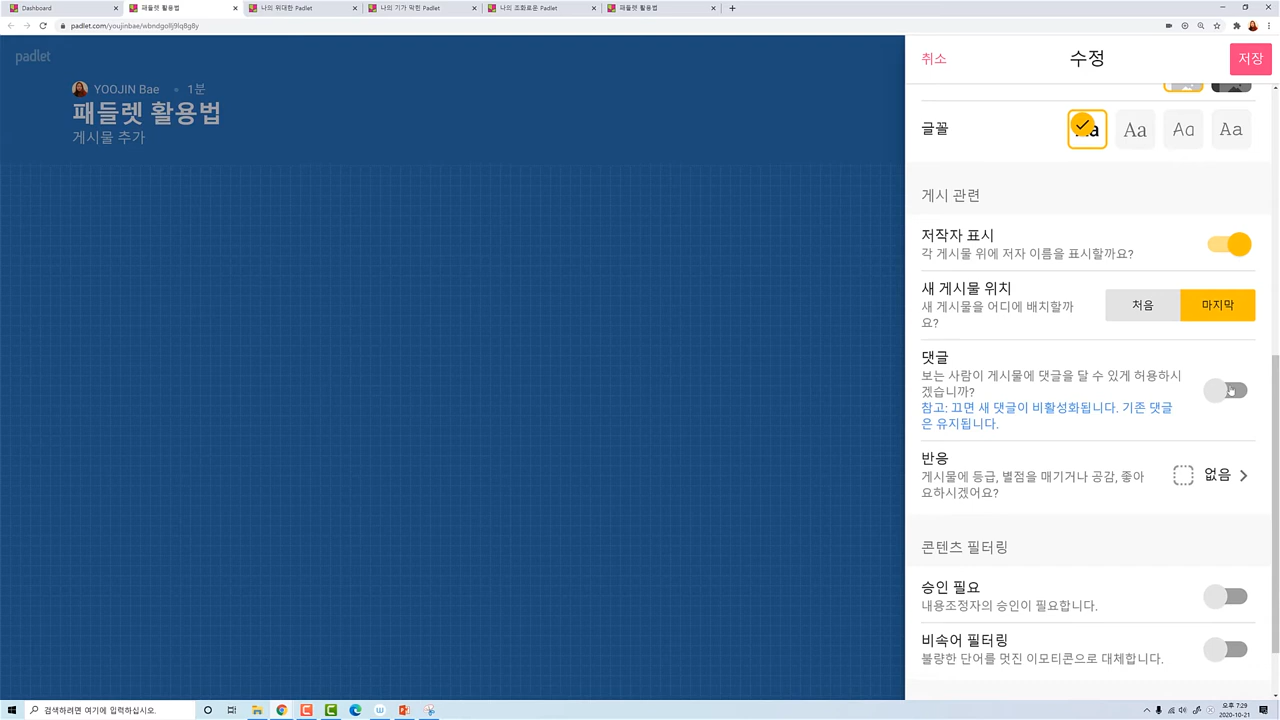 Dashboard
패들렛 활용법
나의 위대한 Padlet
나의 기가 막힌 Padlet
나의 조화로운 Padlet
패들렛 활용법
padlet.com/youjinbae/wbndgollj9lq8g8y
padlet
YOOJIN Bae • 1분
패들렛 활용법
게시물 추가
취소
수정
저장
글꼴
Aa
Aa
Aa
게시 관련
저작자 표시
각 게시물 위에 저자 이름을 표시할까요?
새 게시물 위치
새 게시물을 어디에 배치할까
요?
처음
마지막
댓글
보는 사람이 게시물에 댓글을 달 수 있게 허용하시
겠습니까?
참고: 끄면 새 댓글이 비활성화됩니다. 기존 댓글
은 유지됩니다.
반응
게시물에 등급, 별점을 매기거나 공감, 좋아
요하시겠어요?
없음
콘텐츠 필터링
승인 필요
내용조정자의 승인이 필요합니다.
비속어 필터링
불량한 단어를 멋진 이모티콘으로 대체합니다.
검색하려면 여기에 입력하십시오.
오후 7:29
2020-10-21